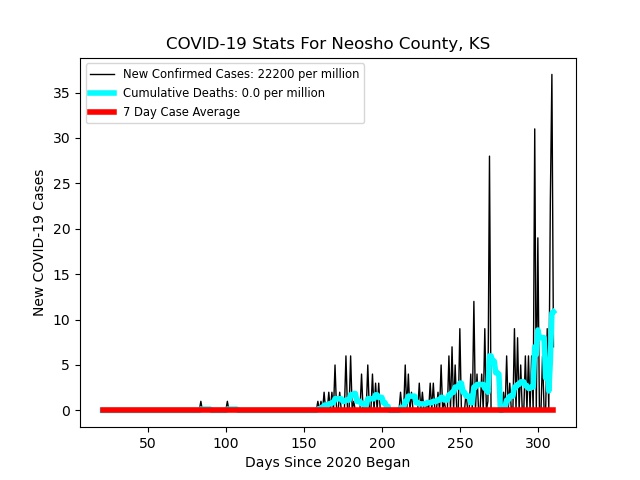 COVID-19 Stats For Neosho County, KS
New Confirmed Cases: 22200 per million
Cumulative Deaths: 0.0 per million
7 Day Case Average
New COVID-19 Cases
35
30
25
20
15
10
5
0
50 100 150 200 250 300
Days Since 2020 Began